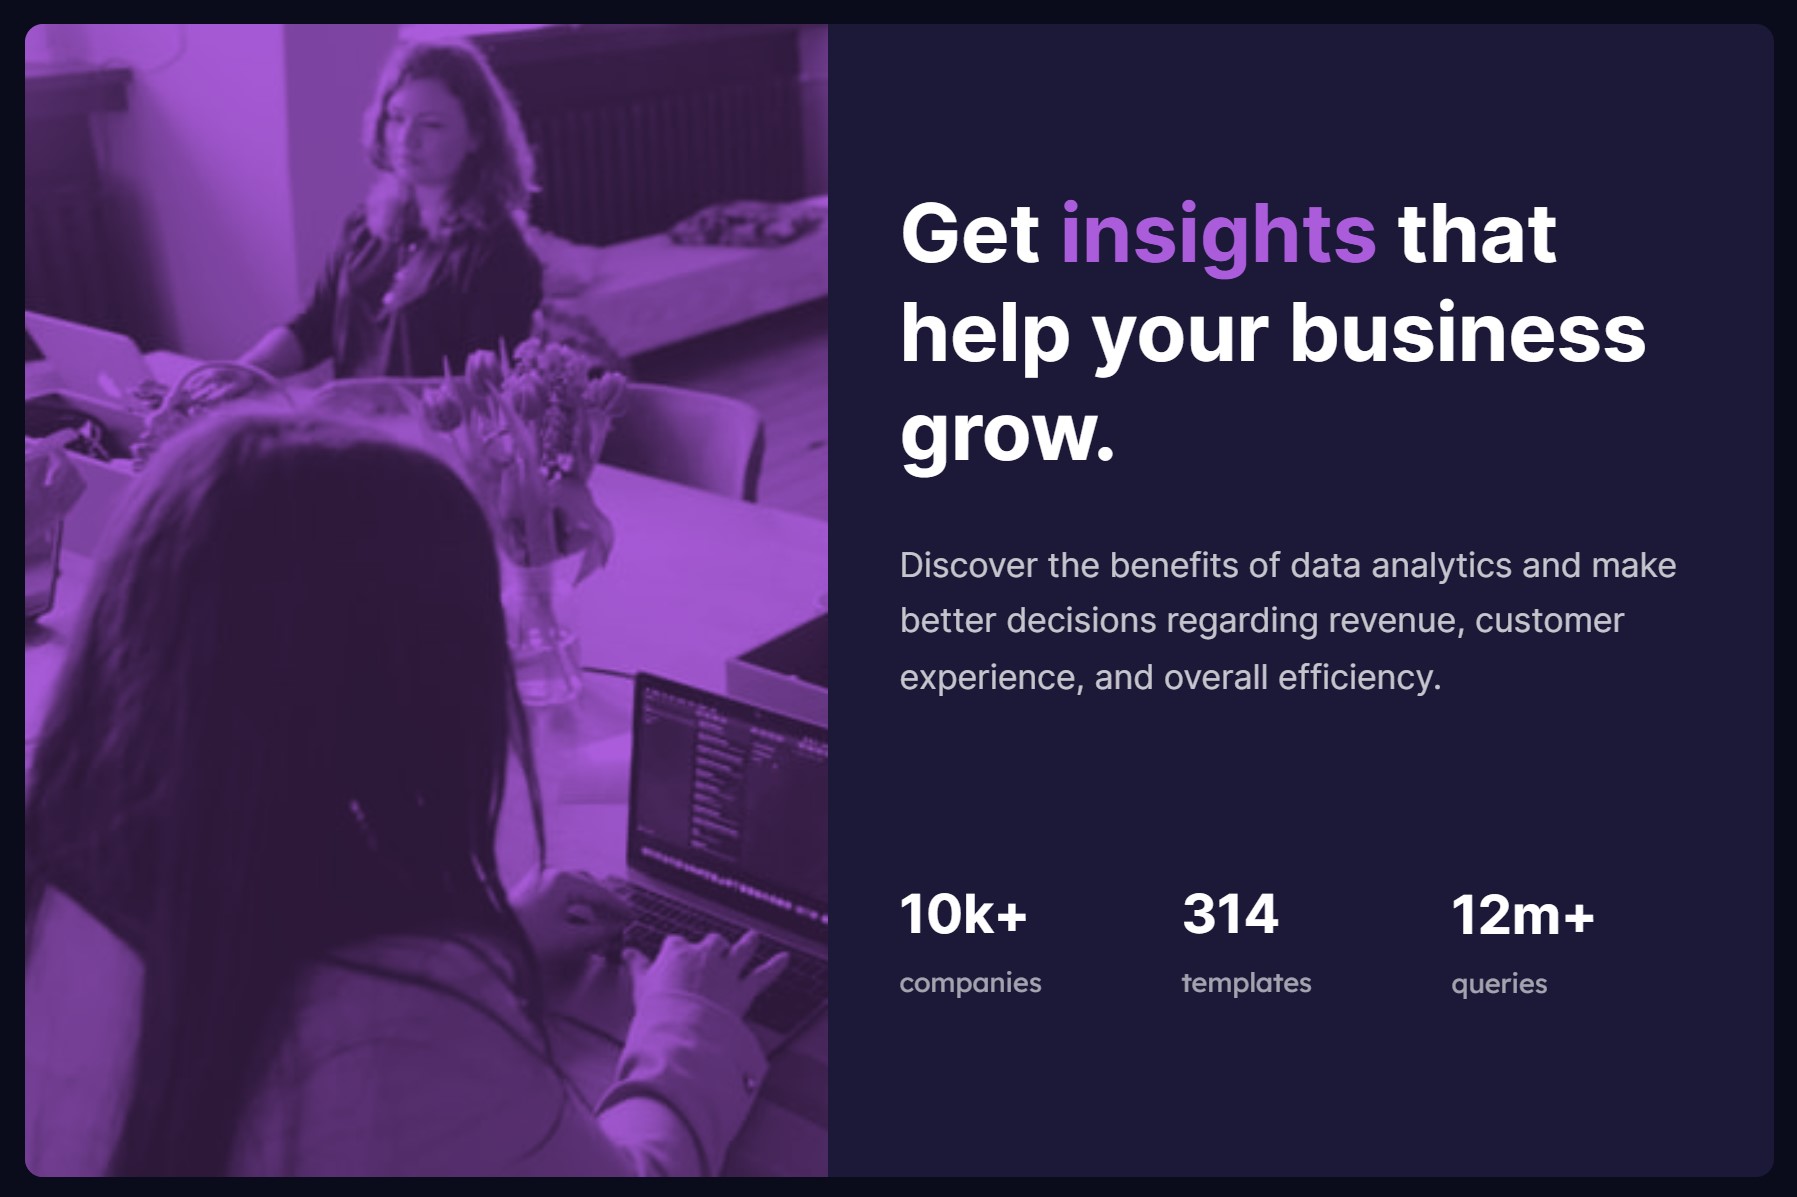 Get insights that
help your business
grow.
Discover the benefits of data analytics and make
better decisions regarding revenue, customer
experience, and overall efficiency.
10k+
314
12m+
companies
templates
queries